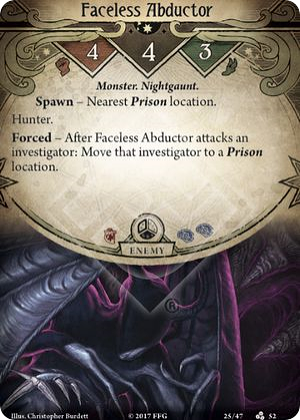 Faceless Abductor
4 4 3
Monster. Nightgaunt.
Spawn – Nearest Prison location.
Hunter.
Forced – After Faceless Abductor attacks an
investigator: Move that investigator to a Prison
location.
ENEMY
Illus. Christopher Burdett © 2017 FFG 25/47 52